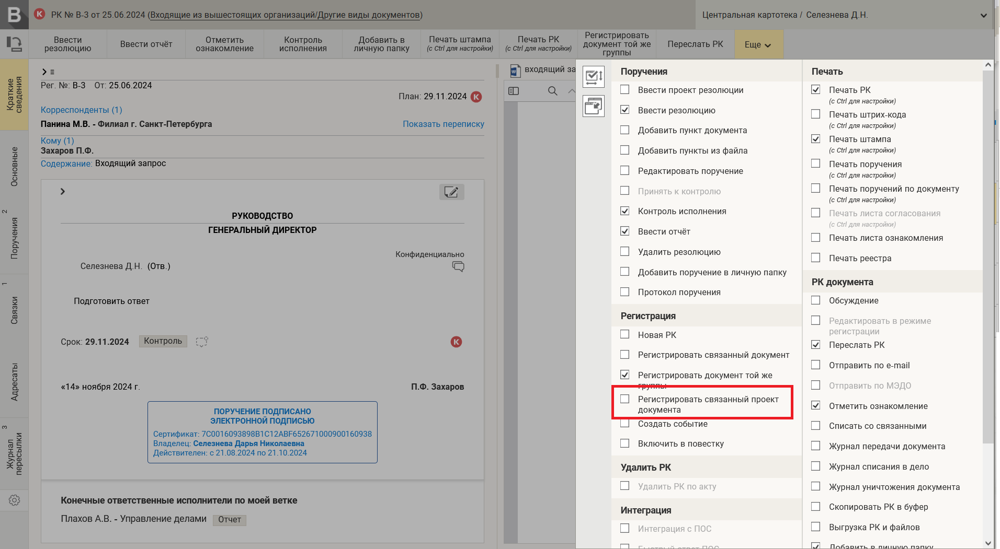 В
К РК № В-3 от 25.06.2024 (Входящие из вышестоящих организаций/Другие виды документов)
Центральная картотека / Селезнева Д.Н.
Ввести резолюцию
Ввести отчёт
Отметить ознакомление
Контроль исполнения
Добавить в личную папку
Печать штампа (с Ctrl для настройки)
Печать РК (с Ctrl для настройки)
Регистрировать документ той же группы
Переслать РК
Еще
Краткие сведения
Основные
2 Поручения
1 Связки
Адресаты
3 Журнал пересылки
Рег. №: В-3 От: 25.06.2024
План: 29.11.2024 К
Корреспонденты (1)
Панина М.В. - Филиал г. Санкт-Петербурга
Показать переписку
Кому (1)
Захаров П.Ф.
Содержание: Входящий запрос
РУКОВОДСТВО
ГЕНЕРАЛЬНЫЙ ДИРЕКТОР
Конфиденциально
Селезнева Д.Н. (Отв.)
Подготовить ответ
Срок: 29.11.2024 Контроль К
«14» ноября 2024 г. П.Ф. Захаров
ПОРУЧЕНИЕ ПОДПИСАНО
ЭЛЕКТРОННОЙ ПОДПИСЬЮ
Сертификат: 7C0016093898B1C12ABF652671000900160938
Владелец: Селезнева Дарья Николаевна
Действителен: с 21.08.2024 по 21.10.2024
Конечные ответственные исполнители по моей ветке
Плахов А.В. - Управление делами Отчет
входящий за
Поручения
Ввести проект резолюции
Ввести резолюцию
Добавить пункт документа
Добавить пункты из файла
Редактировать поручение
Принять к контролю
Контроль исполнения
Ввести отчёт
Удалить резолюцию
Добавить поручение в личную папку
Протокол поручения
Регистрация
Новая РК
Регистрировать связанный документ
Регистрировать документ той же
группы
Регистрировать связанный проект
документа
Создать событие
Включить в повестку
Удалить РК
Удалить РК по акту
Интеграция
Интеграция с ПОС
Быстрый ответ ПОС
Печать
Печать РК
(с Ctrl для настройки)
Печать штрих-кода
(с Ctrl для настройки)
Печать штампа
(с Ctrl для настройки)
Печать поручения
(с Ctrl для настройки)
Печать поручений по документу
(с Ctrl для настройки)
Печать листа согласования
(с Ctrl для настройки)
Печать листа ознакомления
Печать реестра
РК документа
Обсуждение
Редактировать в режиме
регистрации
Переслать РК
Отправить по e-mail
Отправить по МЭДО
Отметить ознакомление
Списать со связанными
Журнал передачи документа
Журнал списания в дело
Журнал уничтожения документа
Скопировать РК в буфер
Выгрузка РК и файлов
Добавить в личную папку